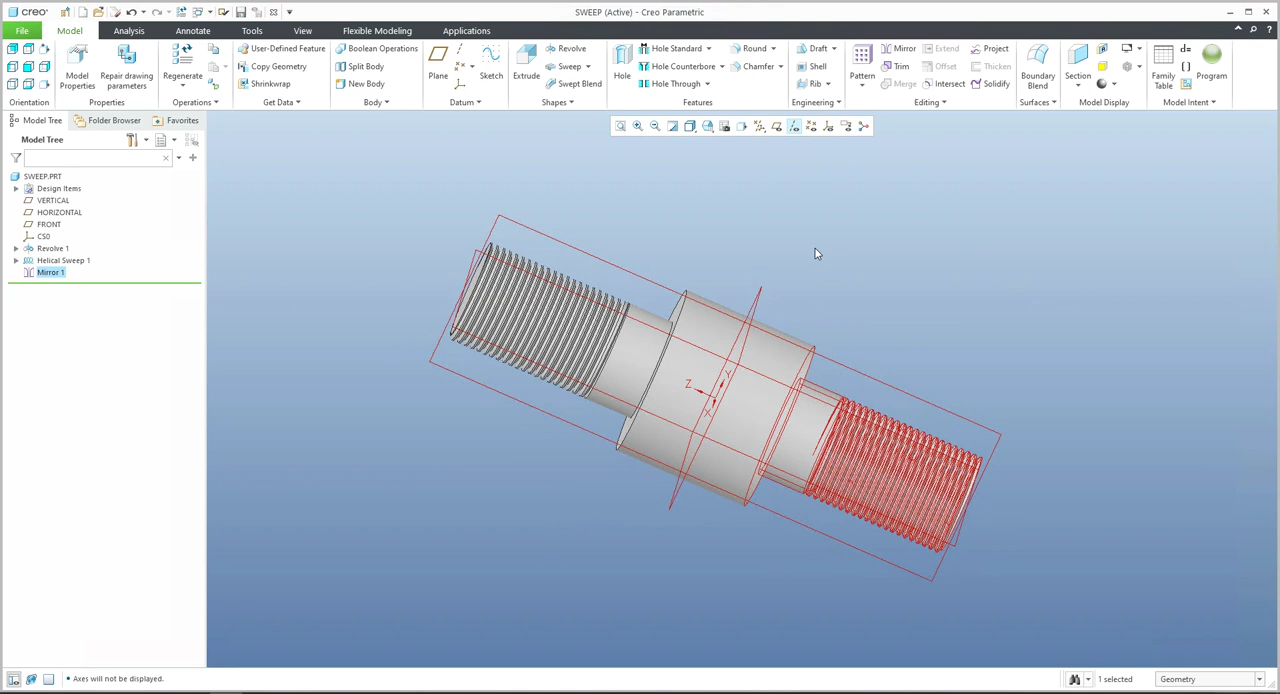 creo
SWEEP (Active) - Creo Parametric
File
Model
Analysis
Annotate
Tools
View
Flexible Modeling
Applications
Model Properties
Repair drawing parameters
Regenerate
User-Defined Feature
Copy Geometry
Shrinkwrap
Boolean Operations
Split Body
New Body
Plane
Sketch
Extrude
Revolve
Sweep
Swept Blend
Hole
Hole Standard
Hole Counterbore
Hole Through
Round
Chamfer
Draft
Shell
Rib
Pattern
Mirror
Trim
Merge
Extend
Offset
Intersect
Project
Thicken
Solidify
Boundary Blend
Section
Family Table
d=
Program
Orientation
Properties
Operations
Get Data
Body
Datum
Shapes
Features
Engineering
Editing
Surfaces
Model Display
Model Intent
Model Tree
Folder Browser
Favorites
Model Tree
SWEEP.PRT
Design Items
VERTICAL
HORIZONTAL
FRONT
CS0
Revolve 1
Helical Sweep 1
Mirror 1
Y
Z
X
• Axes will not be displayed.
1 selected
Geometry